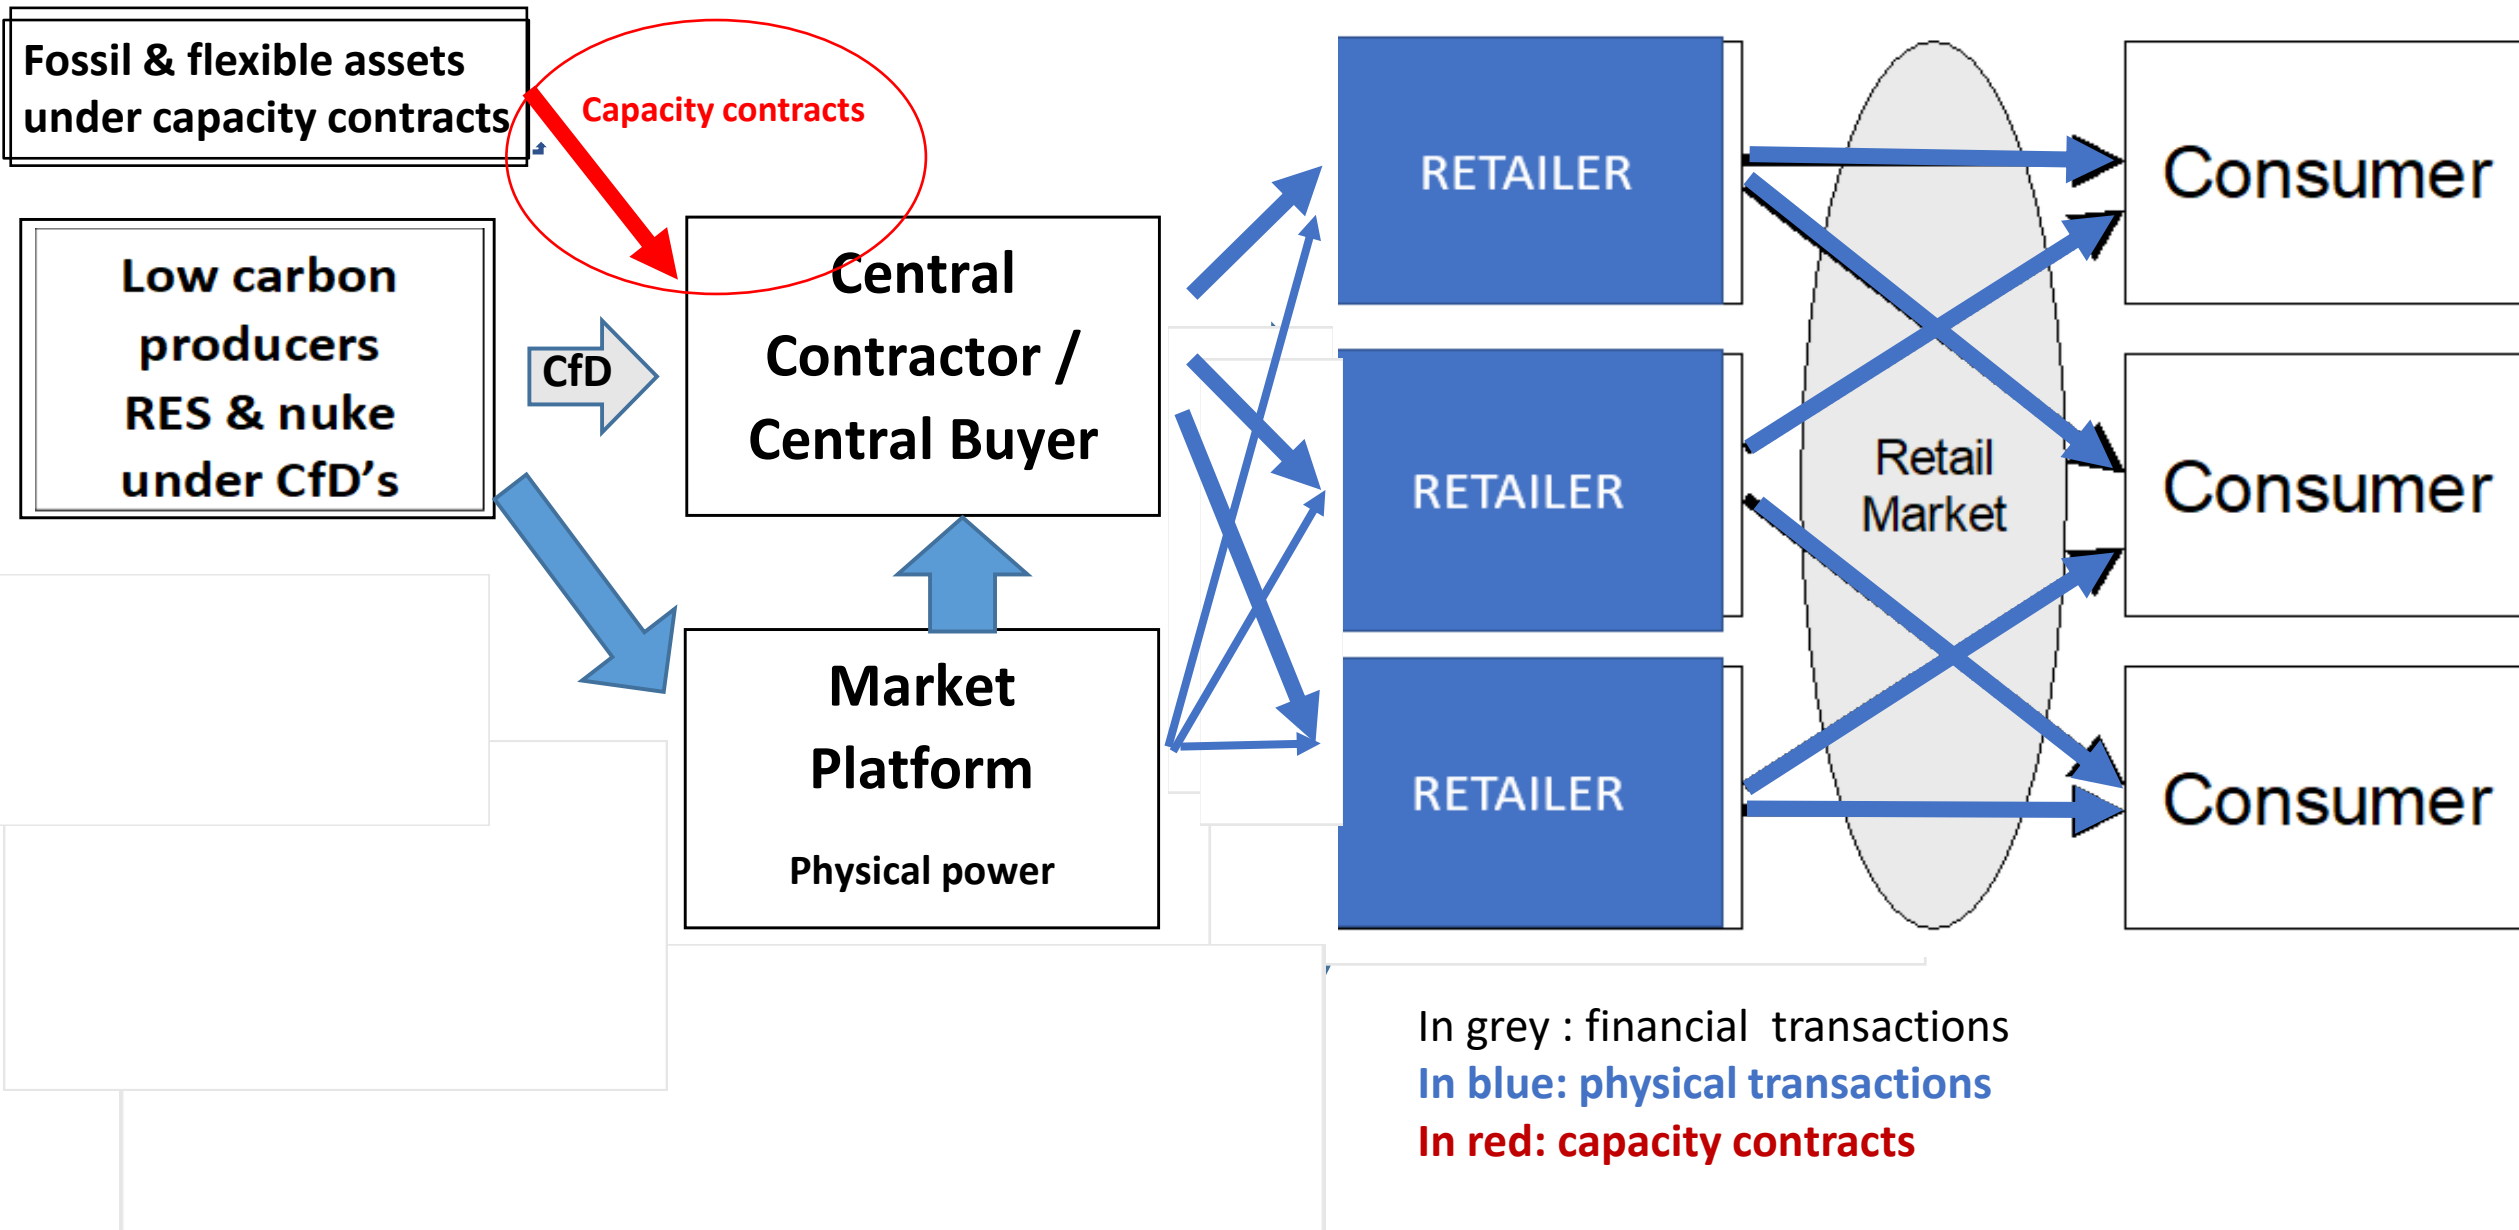 Fossil & flexible assets
under capacity contracts
Capacity contracts
Low carbon
producers
RES & nuke
under CfD’s
CfD
Central
Contractor /
Central Buyer
Market
Platform
Physical power
RETAILER
RETAILER
RETAILER
Retail
Market
Consumer
Consumer
Consumer
In grey : financial  transactions
In blue: physical transactions
In red: capacity contracts